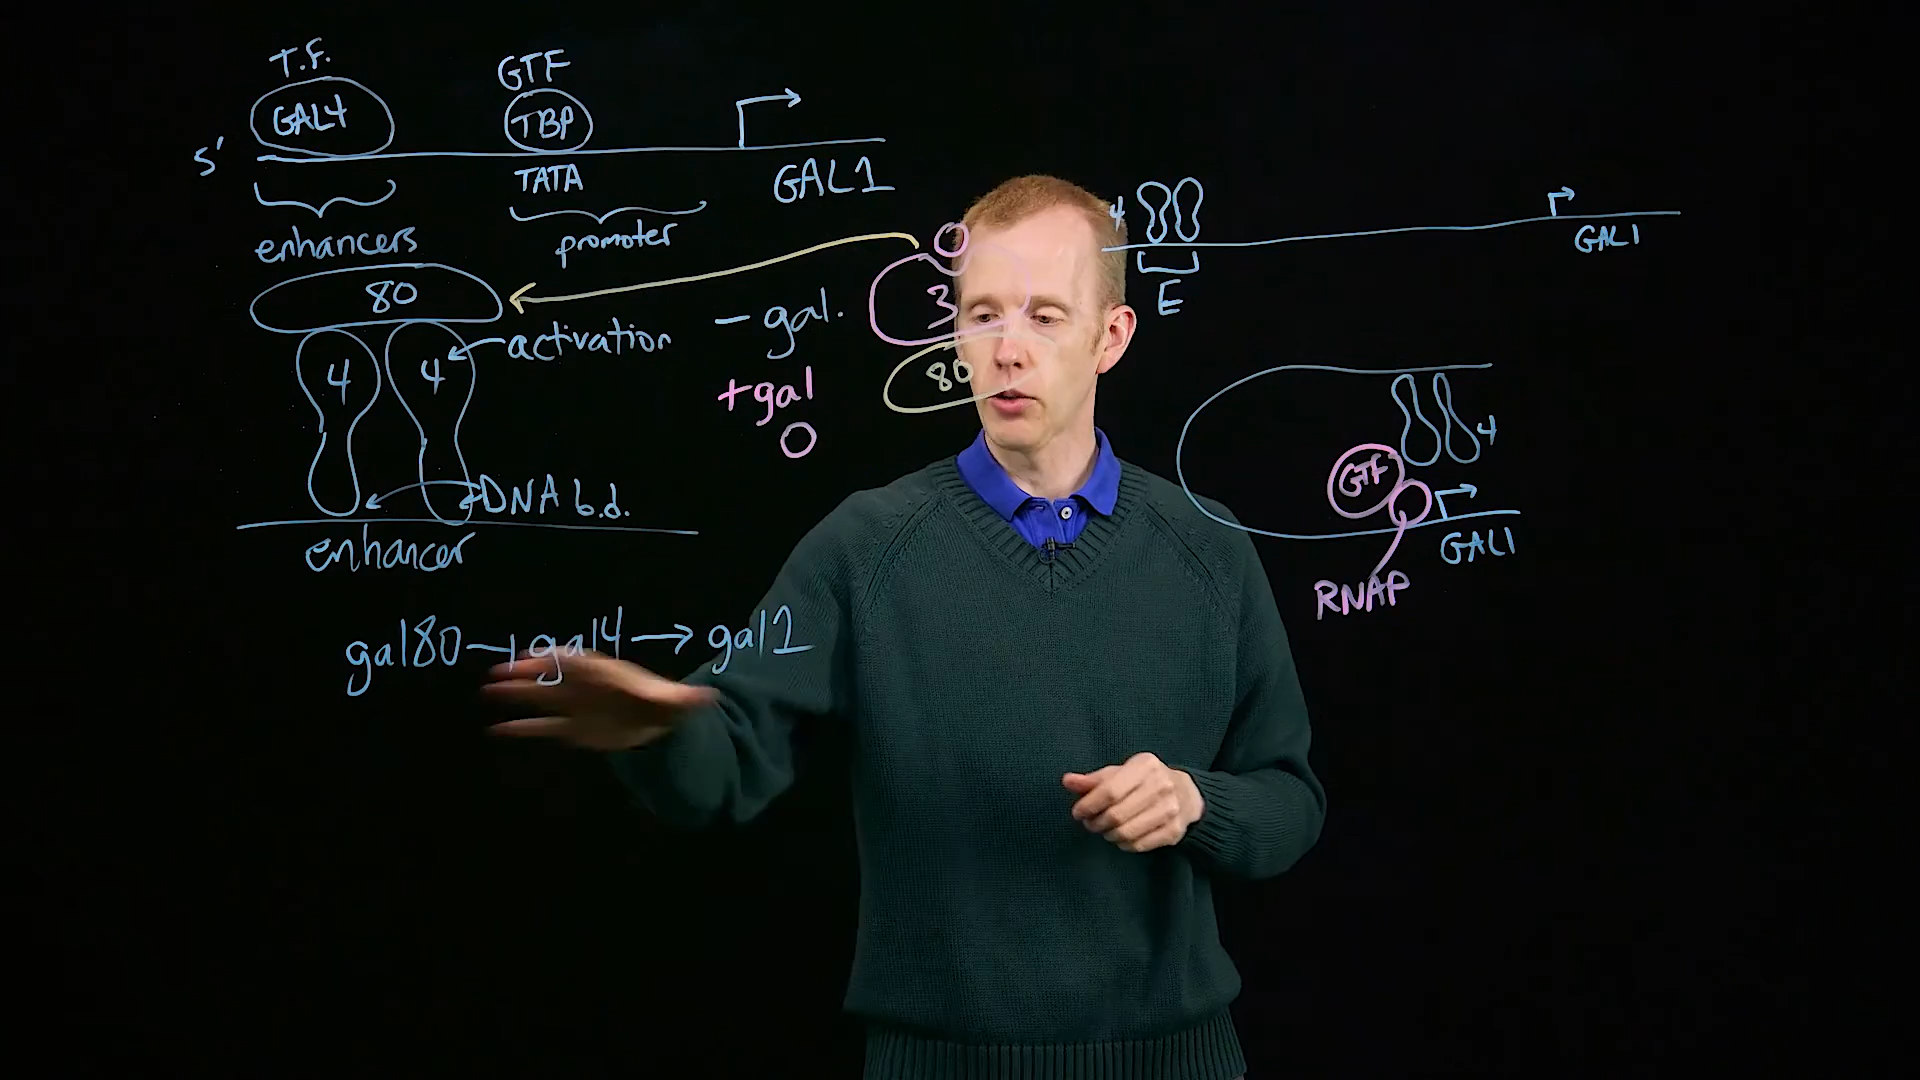 T.F.
GAL4
GTF
TBP
5'
TATA
GAL1
enhancers
promoter
80
4
4
activation
DNA b.d.
enhancer
- gal.
+gal
3
80
gal80 ⊣ gal4 → gal1
4
E
GAL1
4
GTF
GAL1
RNAP